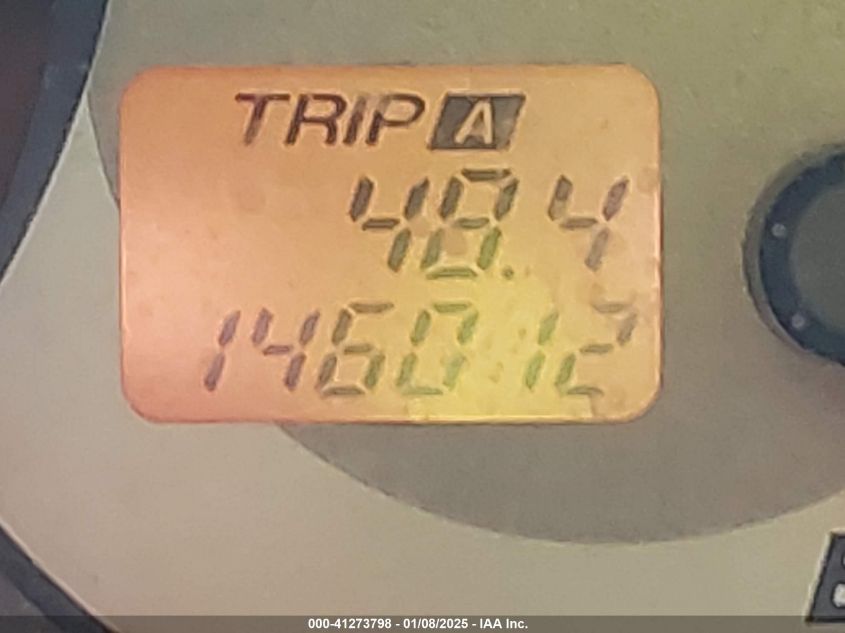 TRIP A
48.4
146012
000-41273798 - 01/08/2025 - IAA Inc.